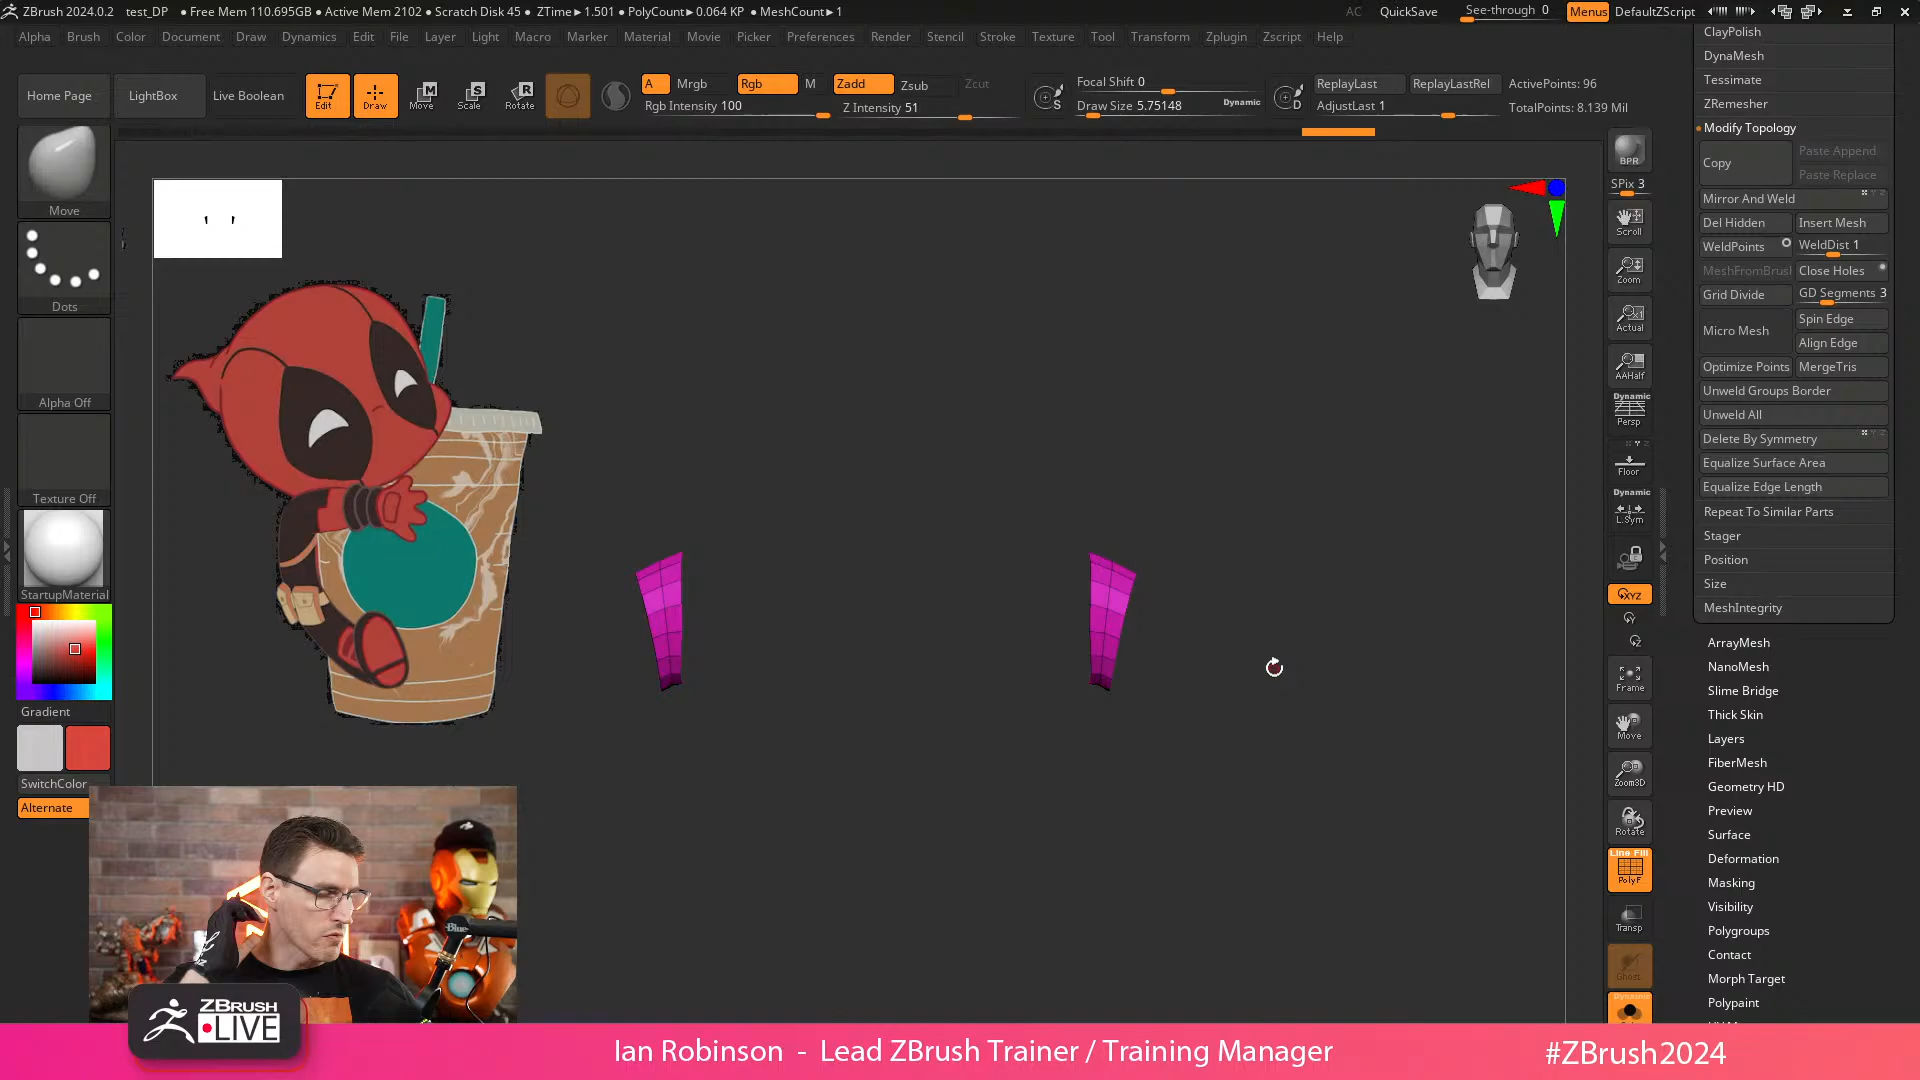 ZBrush 2024.0.2 test_DP • Free Mem 110.695GB • Active Mem 2102 • Scratch Disk 45 • ZTime► 1.501 • PolyCount► 0.064 KP • MeshCount► 1 AC QuickSave See-through 0 Menus DefaultZScript
Alpha Brush Color Document Draw Dynamics Edit File Layer Light Macro Marker Material Movie Picker Preferences Render Stencil Stroke Texture Tool Transform Zplugin Zscript Help
Home Page LightBox Live Boolean Edit Draw Move Scale Rotate
A Mrgb Rgb M Zadd Zsub Zcut
Rgb Intensity 100 Z Intensity 51
Focal Shift 0
Draw Size 5.75148 Dynamic
S D
ReplayLast ReplayLastRel ActivePoints: 96
AdjustLast 1 TotalPoints: 8.139 Mil
Move
Dots
Alpha Off
Texture Off
StartupMaterial
Gradient
SwitchColor
Alternate
BPR
SPix 3
Scroll
Zoom
Actual
AAHalf
Dynamic
Persp
Floor
Dynamic
L.Sym
XYZ
Frame
Move
Zoom3D
Rotate
Line Fill
PolyF
Transp
Ghost
Dynamic
ClayPolish
DynaMesh
Tessimate
ZRemesher
Modify Topology
Copy Paste Append
Paste Replace
Mirror And Weld
Del Hidden Insert Mesh
WeldPoints WeldDist 1
MeshFromBrush Close Holes
Grid Divide GD Segments 3
Micro Mesh Spin Edge
Align Edge
Optimize Points MergeTris
Unweld Groups Border
Unweld All
Delete By Symmetry
Equalize Surface Area
Equalize Edge Length
Repeat To Similar Parts
Stager
Position
Size
MeshIntegrity
ArrayMesh
NanoMesh
Slime Bridge
Thick Skin
Layers
FiberMesh
Geometry HD
Preview
Surface
Deformation
Masking
Visibility
Polygroups
Contact
Morph Target
Polypaint
Blue
ZBRUSH
LIVE
Ian Robinson - Lead ZBrush Trainer / Training Manager
#ZBrush2024